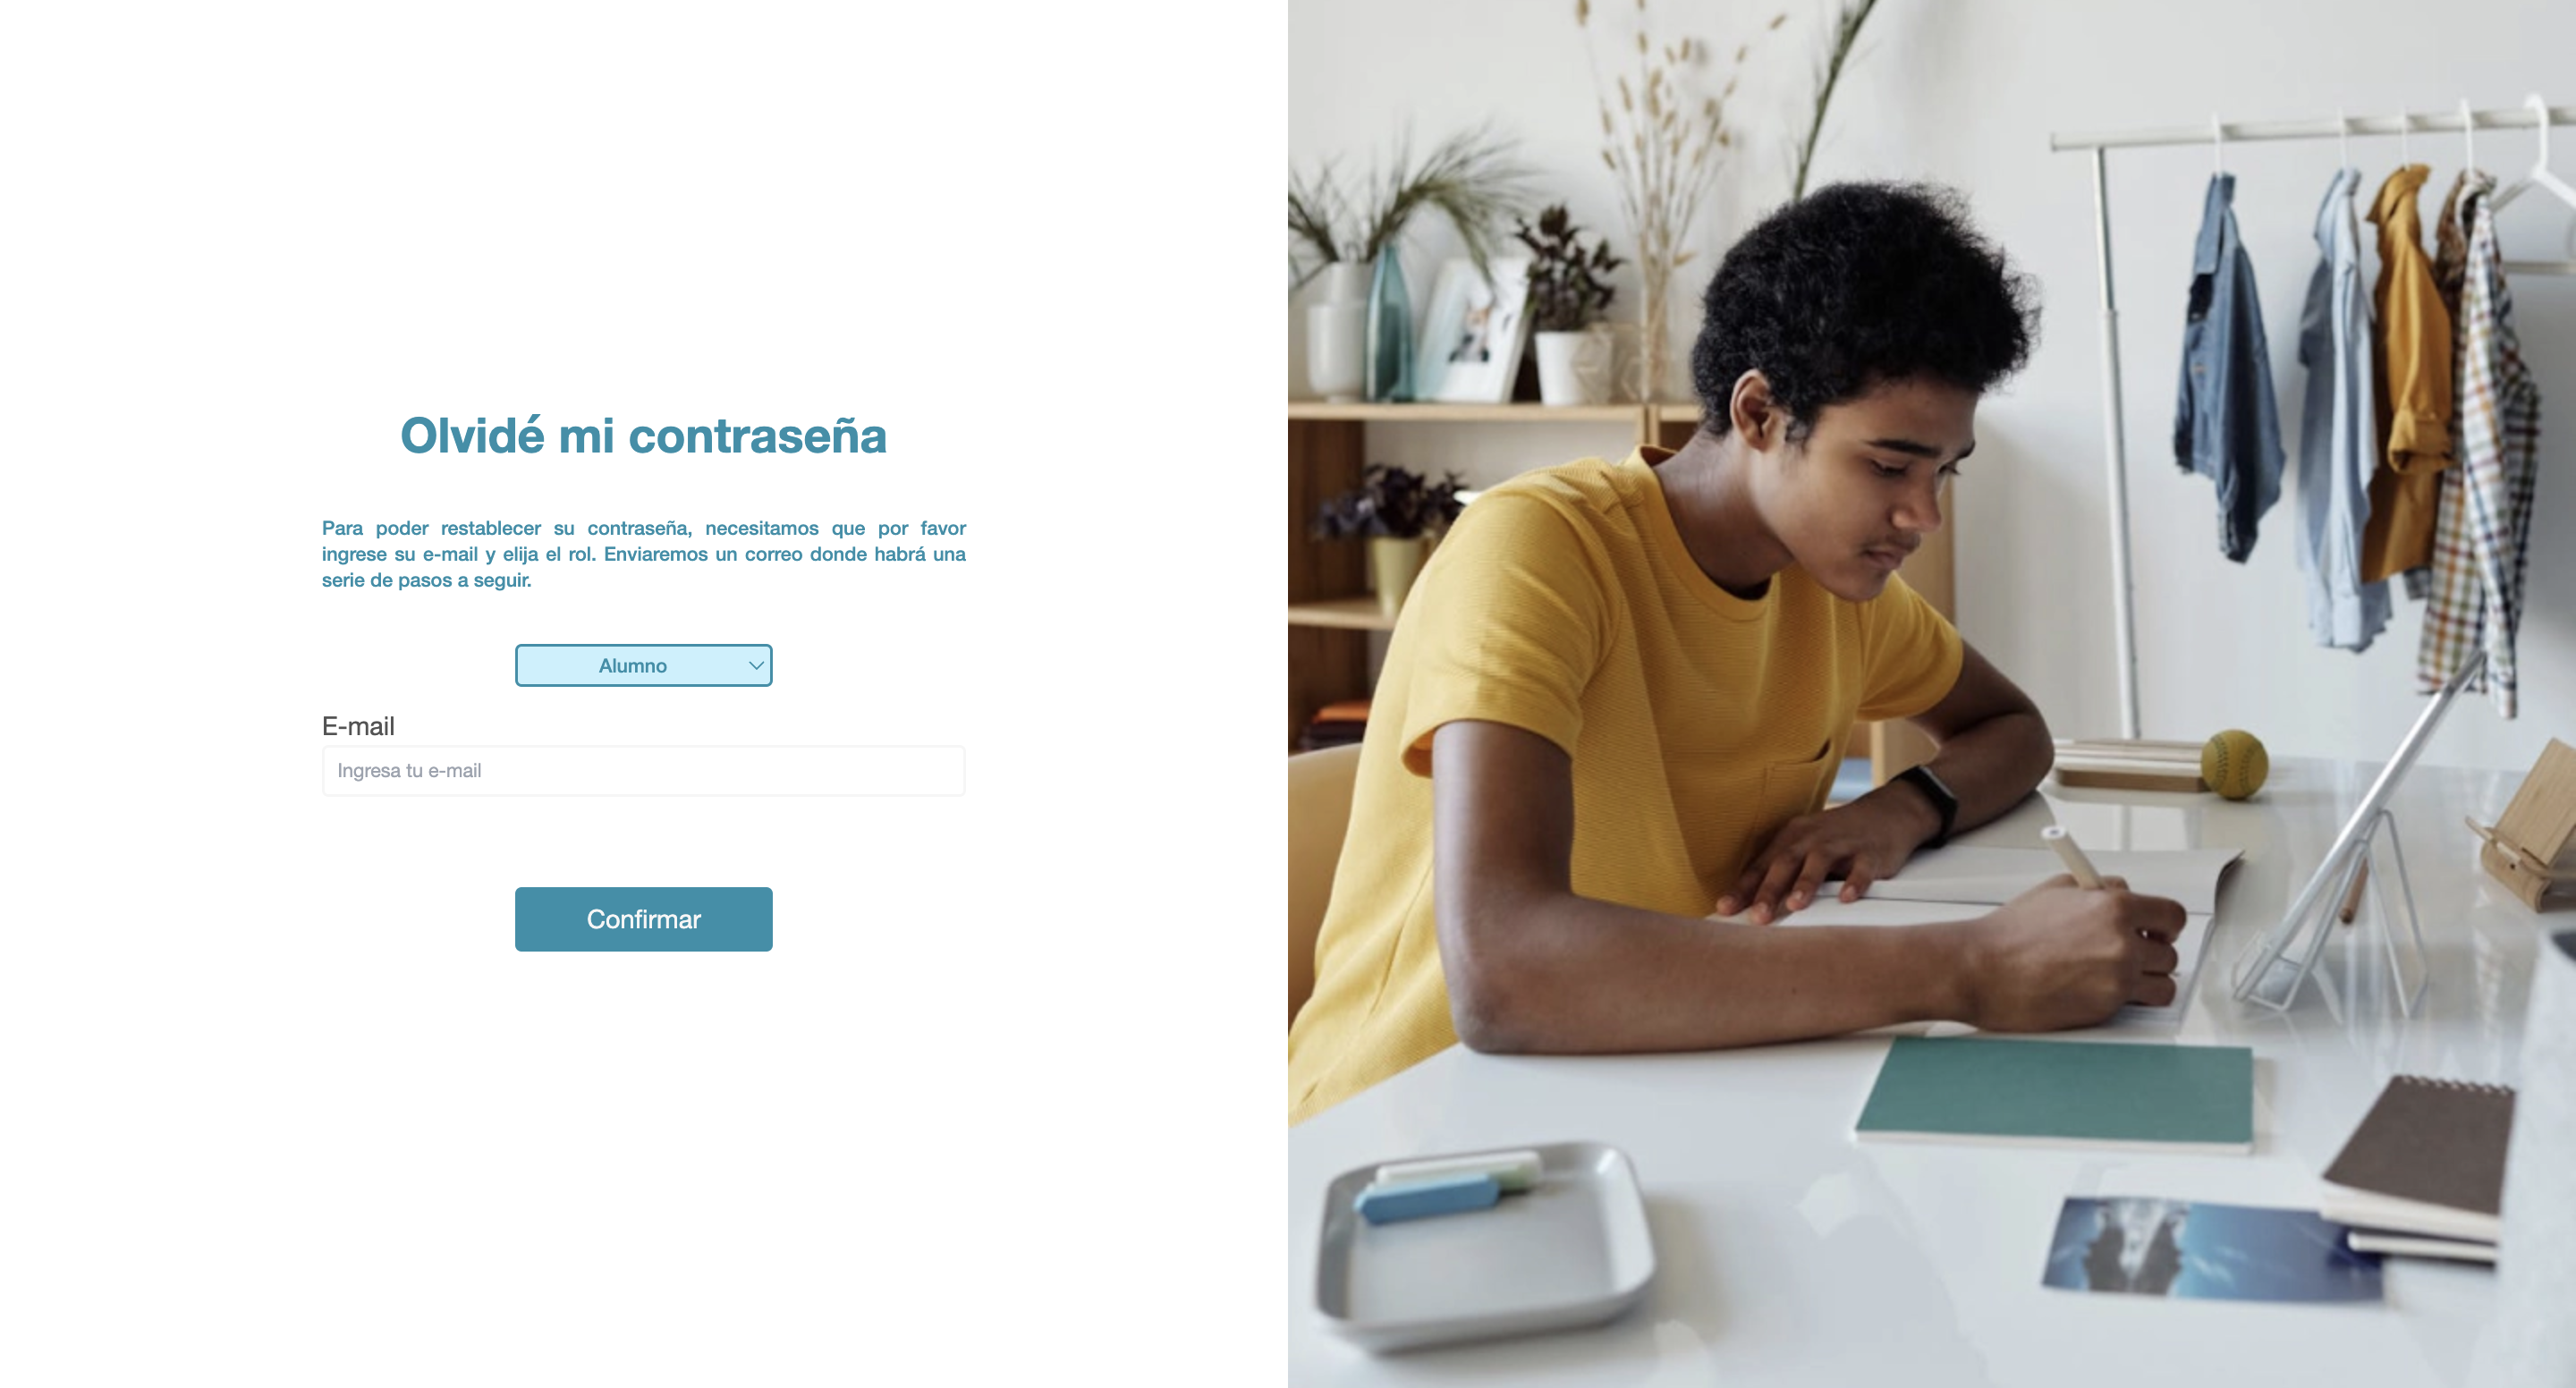 Olvidé mi contraseña
Para poder restablecer su contraseña, necesitamos que por favor
ingrese su e-mail y elija el rol. Enviaremos un correo donde habrá una
serie de pasos a seguir.
Alumno
E-mail
Ingresa tu e-mail
Confirmar